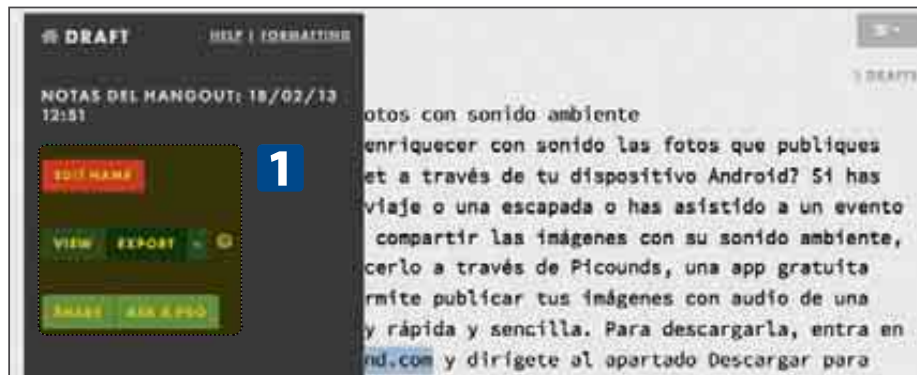 DRAFT HELP | FORMATTING
NOTAS DEL HANGOUT: 18/02/13
12:51
EDIT NAME
1
VIEW EXPORT
SHARE ASK A PRO
DRAFTS
otos con sonido ambiente
enriquecer con sonido las fotos que publiques
et a través de tu dispositivo Android? Si has
viaje o una escapada o has asistido a un evento
compartir las imágenes con su sonido ambiente,
cerlo a través de Picounds, una app gratuita
rmite publicar tus imágenes con audio de una
y rápida y sencilla. Para descargarla, entra en
nd.com y dirígete al apartado Descargar para